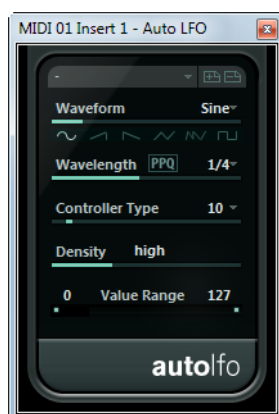 MIDI 01 Insert 1 - Auto LFO
-
Waveform Sine
Wavelength PPQ 1/4
Controller Type 10
Density high
0 Value Range 127
autolfo